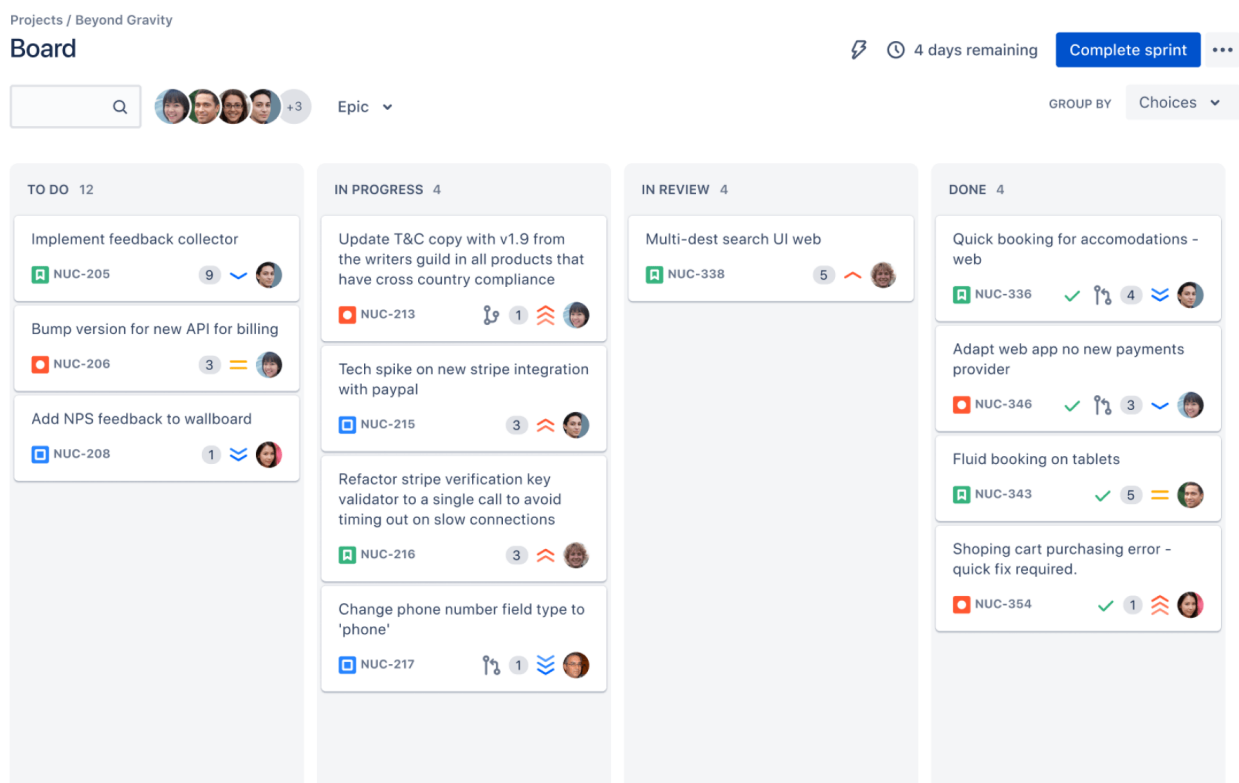 Projects / Beyond Gravity
Board
4 days remaining
Complete sprint
+3
Epic
GROUP BY
Choices
TO DO 12
Implement feedback collector
NUC-205
9
Bump version for new API for billing
NUC-206
3
Add NPS feedback to wallboard
NUC-208
1
IN PROGRESS 4
Update T&C copy with v1.9 from
the writers guild in all products that
have cross country compliance
NUC-213
1
Tech spike on new stripe integration
with paypal
NUC-215
3
Refactor stripe verification key
validator to a single call to avoid
timing out on slow connections
NUC-216
3
Change phone number field type to
'phone'
NUC-217
1
IN REVIEW 4
Multi-dest search UI web
NUC-338
5
DONE 4
Quick booking for accomodations -
web
NUC-336
4
Adapt web app no new payments
provider
NUC-346
3
Fluid booking on tablets
NUC-343
5
Shoping cart purchasing error -
quick fix required.
NUC-354
1